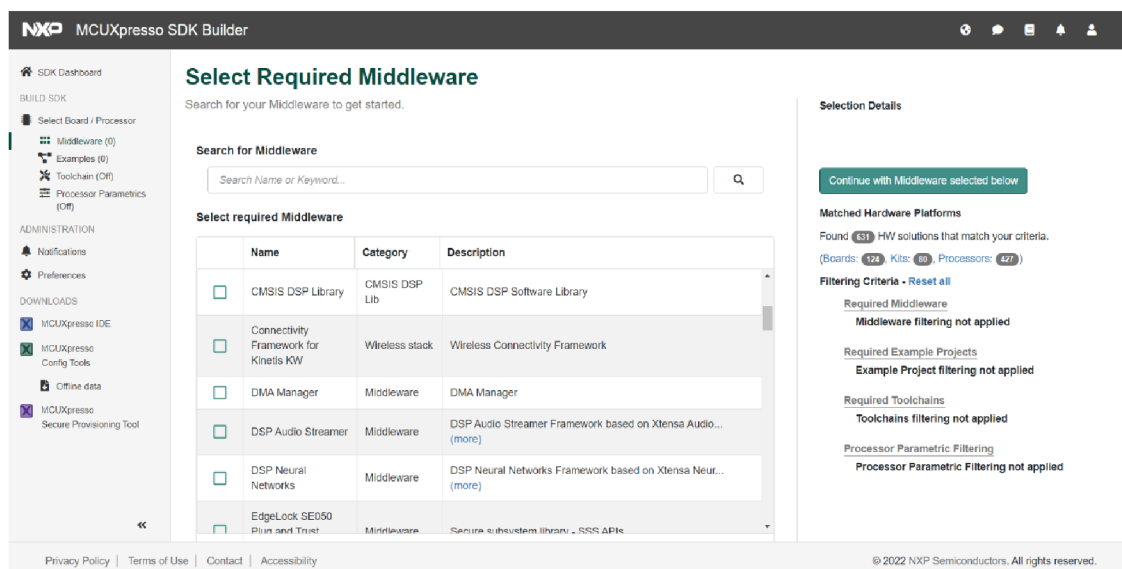 NXP MCUXpresso SDK Builder
SDK Dashboard
BUILD SDK
Select Board / Processor
Middleware (0)
Examples (0)
Toolchain (Off)
Processor Parametrics
(Off)
ADMINISTRATION
Notifications
Preferences
DOWNLOADS
MCUXpresso IDE
MCUXpresso
Config Tools
Offline data
MCUXpresso
Secure Provisioning Tool
«
Select Required Middleware
Search for your Middleware to get started.
Search for Middleware
Search Name or Keyword...
Select required Middleware
Name Category Description
CMSIS DSP Library CMSIS DSP Lib CMSIS DSP Software Library
Connectivity Framework for Kinetis KW Wireless stack Wireless Connectivity Framework
DMA Manager Middleware DMA Manager
DSP Audio Streamer Middleware DSP Audio Streamer Framework based on Xtensa Audio... (more)
DSP Neural Networks Middleware DSP Neural Networks Framework based on Xtensa Neur... (more)
EdgeLock SE050 Plug and Trust Middleware Secure subsystem library - SSS APIs
Selection Details
Continue with Middleware selected below
Matched Hardware Platforms
Found 631 HW solutions that match your criteria.
(Boards: 124, Kits: 80, Processors: 427)
Filtering Criteria - Reset all
Required Middleware
Middleware filtering not applied
Required Example Projects
Example Project filtering not applied
Required Toolchains
Toolchains filtering not applied
Processor Parametric Filtering
Processor Parametric Filtering not applied
Privacy Policy | Terms of Use | Contact | Accessibility
© 2022 NXP Semiconductors. All rights reserved.